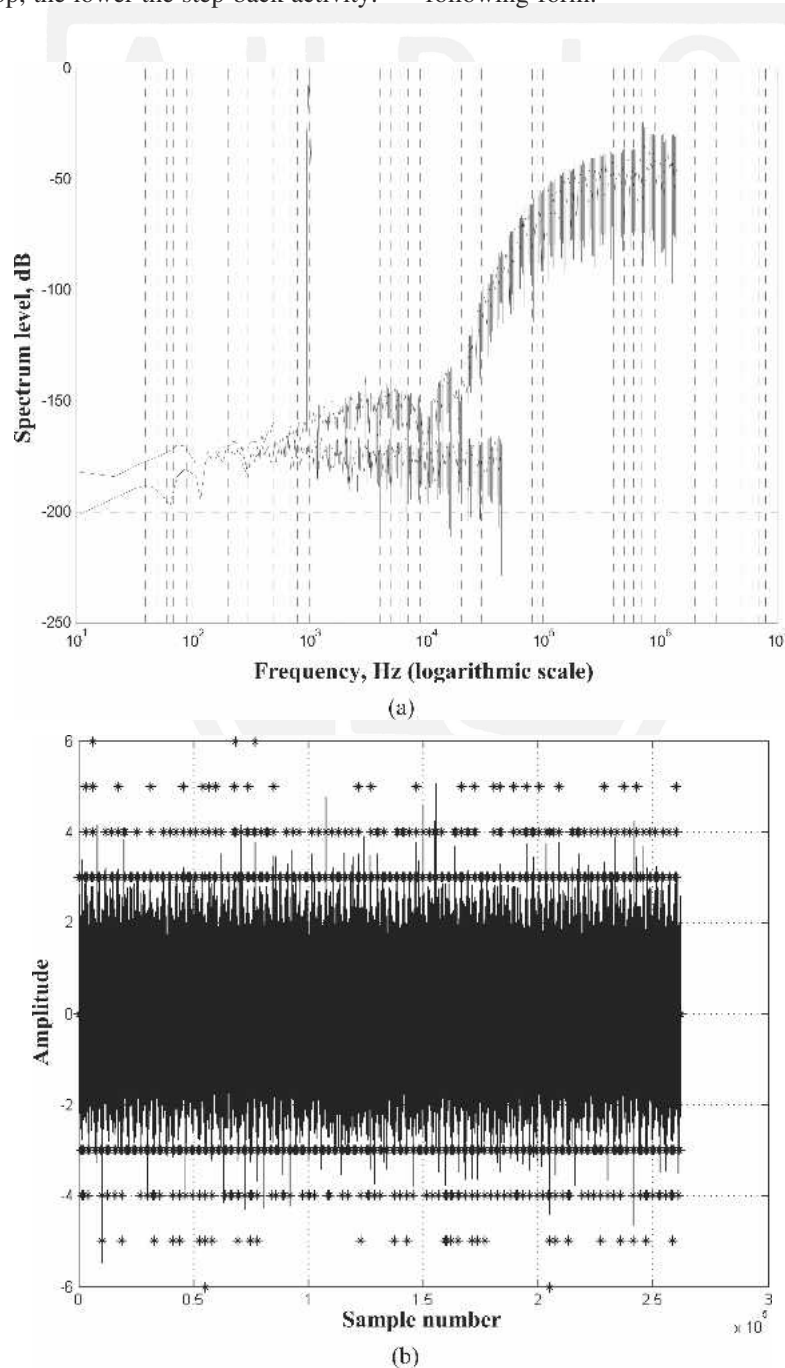 op, the lower the step back activity. following form:
AUDIO
0
-50
-100
-150
-200
-250
Spectrum level, dB
10¹ 10² 10³ 10⁴ 10⁵ 10⁶ 10⁷
Frequency, Hz (logarithmic scale)
(a)
6
4
2
0
-2
-4
-6
Amplitude
0 0.5 1 1.5 2 2.5 3
Sample number
x 10⁵
(b)